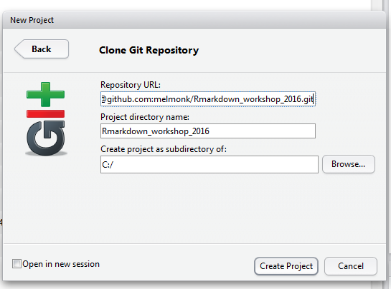 New Project
Back
Clone Git Repository
Repository URL:
@github.com:melmonk/Rmarkdown_workshop_2016.git
Project directory name:
Rmarkdown_workshop_2016
Create project as subdirectory of:
C:/
Browse...
Open in new session
Create Project
Cancel